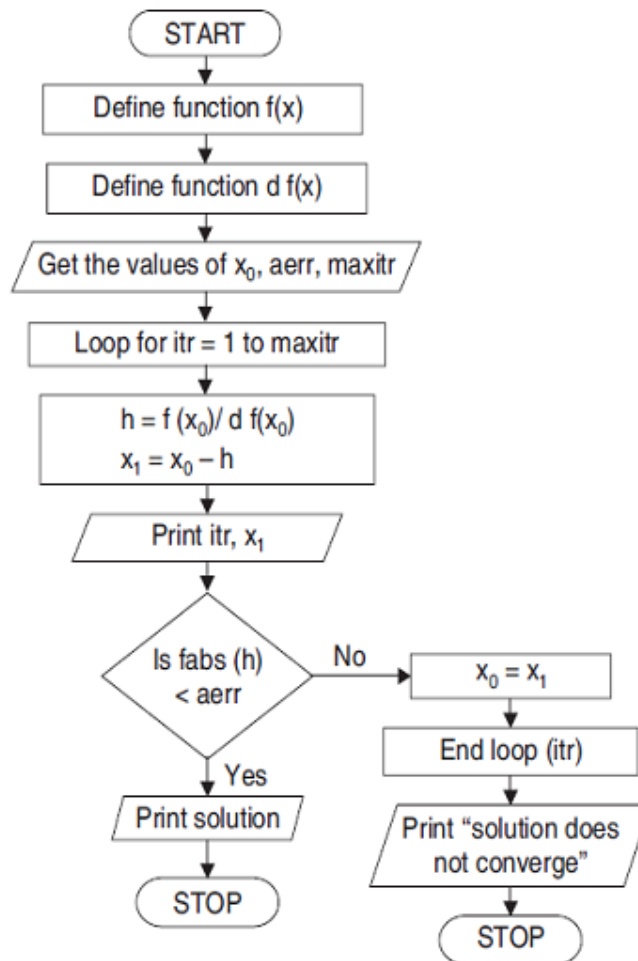 START
Define function f(x)
Define function d f(x)
Get the values of x₀, aerr, maxitr
Loop for itr = 1 to maxitr
h = f (x₀)/ d f(x₀)
x₁ = x₀ – h
Print itr, x₁
Is fabs (h)
< aerr
No
x₀ = x₁
End loop (itr)
Print “solution does
not converge”
STOP
Yes
Print solution
STOP